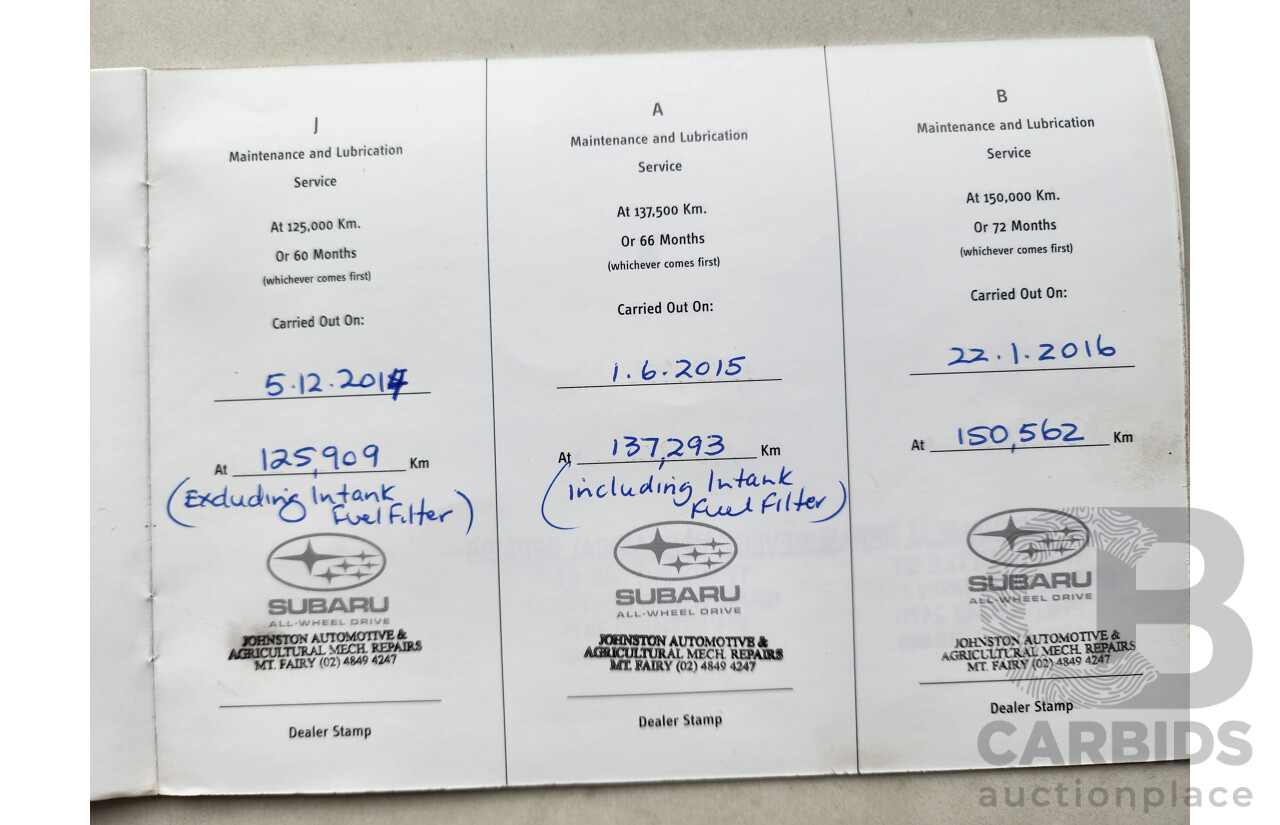 J
Maintenance and Lubrication
Service
At 125,000 Km.
Or 60 Months
(whichever comes first)
Carried Out On:
5.12.2014
At 125,909 Km
(Excluding Intank
Fuel Filter)
SUBARU
ALL-WHEEL DRIVE
JOHNSTON AUTOMOTIVE &
AGRICULTURAL MECH. REPAIRS
MT. FAIRY (02) 4849 4247
Dealer Stamp
A
Maintenance and Lubrication
Service
At 137,500 Km.
Or 66 Months
(whichever comes first)
Carried Out On:
1.6.2015
At 137,293 Km
(including Intank
Fuel Filter)
SUBARU
ALL-WHEEL DRIVE
JOHNSTON AUTOMOTIVE &
AGRICULTURAL MECH. REPAIRS
MT. FAIRY (02) 4849 4247
Dealer Stamp
B
Maintenance and Lubrication
Service
At 150,000 Km.
Or 72 Months
(whichever comes first)
Carried Out On:
22.1.2016
At 150,562 Km
SUBARU
ALL-WHEEL DRIVE
JOHNSTON AUTOMOTIVE &
AGRICULTURAL MECH. REPAIRS
MT. FAIRY (02) 4849 4247
Dealer Stamp
B
CARBIDS
auctionplace